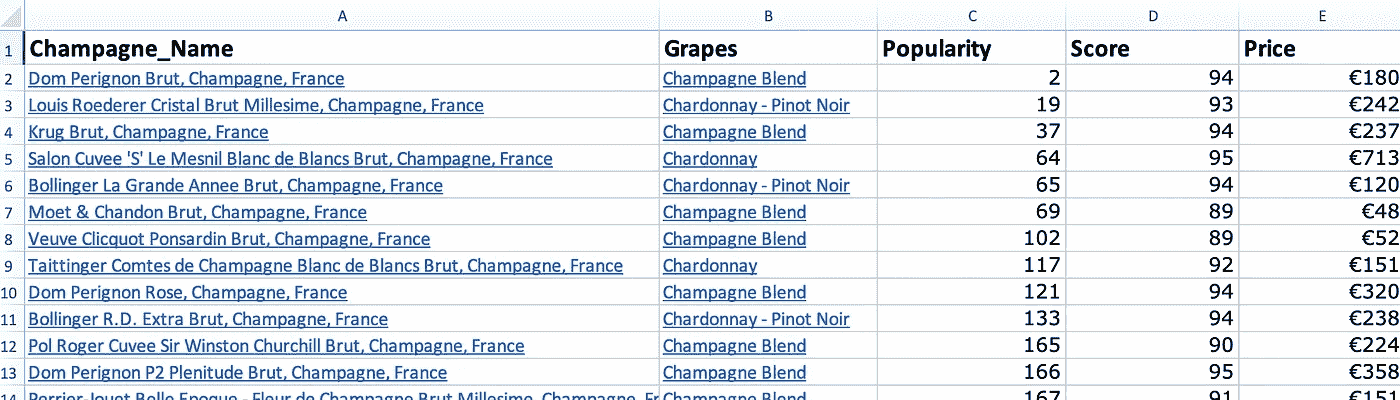 A B C D E
1 Champagne_Name Grapes Popularity Score Price
2 Dom Perignon Brut, Champagne, France Champagne Blend 2 94 €180
3 Louis Roederer Cristal Brut Millesime, Champagne, France Chardonnay - Pinot Noir 19 93 €242
4 Krug Brut, Champagne, France Champagne Blend 37 94 €237
5 Salon Cuvee 'S' Le Mesnil Blanc de Blancs Brut, Champagne, France Chardonnay 64 95 €713
6 Bollinger La Grande Annee Brut, Champagne, France Chardonnay - Pinot Noir 65 94 €120
7 Moet & Chandon Brut, Champagne, France Champagne Blend 69 89 €48
8 Veuve Clicquot Ponsardin Brut, Champagne, France Champagne Blend 102 89 €52
9 Taittinger Comtes de Champagne Blanc de Blancs Brut, Champagne, France Chardonnay 117 92 €151
10 Dom Perignon Rose, Champagne, France Champagne Blend 121 94 €320
11 Bollinger R.D. Extra Brut, Champagne, France Chardonnay - Pinot Noir 133 94 €238
12 Pol Roger Cuvee Sir Winston Churchill Brut, Champagne, France Champagne Blend 165 90 €224
13 Dom Perignon P2 Plenitude Brut, Champagne, France Champagne Blend 166 95 €358
14 Perrier-Jouet Belle Epoque - Fleur de Champagne Brut Millesime, Champagne, Fr Champagne Blend 167 91 €151